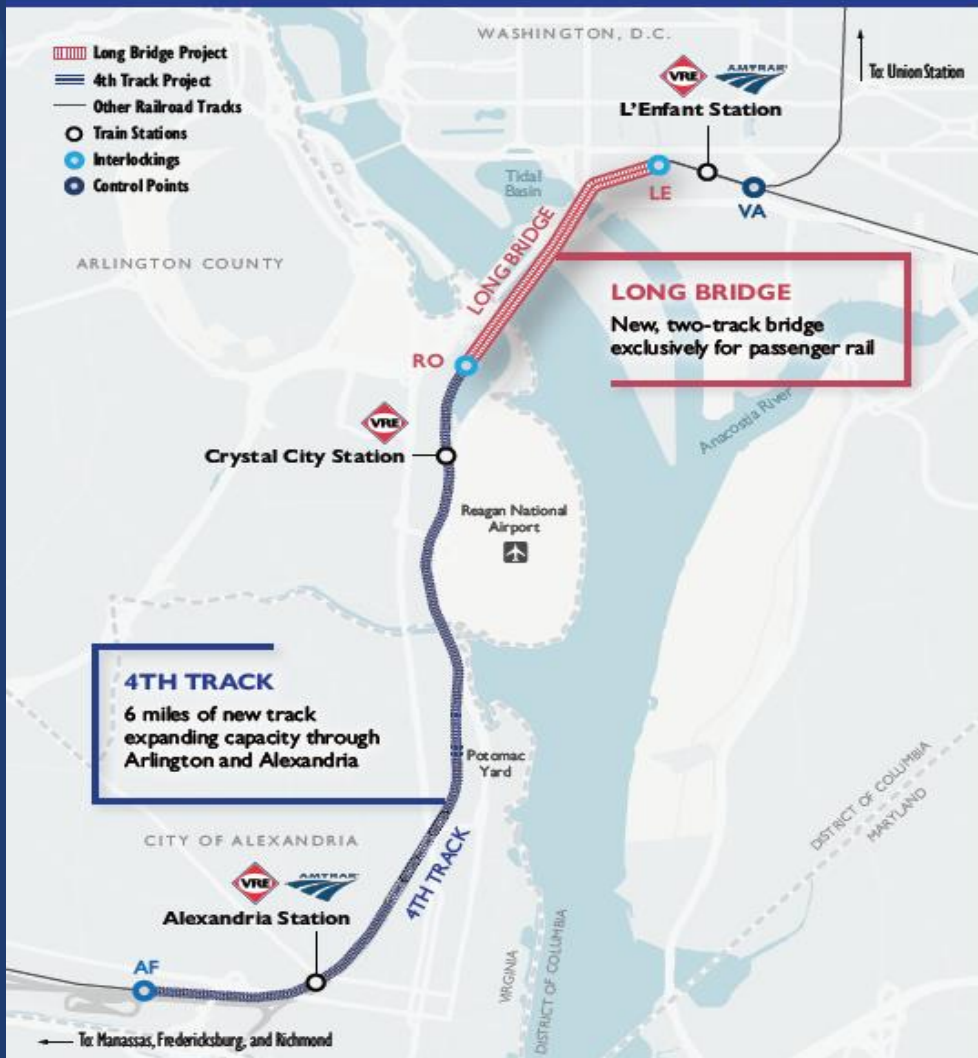 WASHINGTON, D.C.
Long Bridge Project
4th Track Project
Other Railroad Tracks
Train Stations
Interlockings
Control Points
VRE
AMTRAK
L'Enfant Station
To: Union Station
Tidal
Basin
LE
VA
ARLINGTON COUNTY
LONG BRIDGE
LONG BRIDGE
New, two-track bridge
exclusively for passenger rail
RO
Anacostia River
VRE
Crystal City Station
Reagan National
Airport
4TH TRACK
6 miles of new track
expanding capacity through
Arlington and Alexandria
Potomac
Yard
DISTRICT OF COLUMBIA
MARYLAND
CITY OF ALEXANDRIA
VRE
AMTRAK
4TH TRACK
Alexandria Station
VIRGINIA
DISTRICT OF COLUMBIA
AF
To: Manassas, Fredericksburg, and Richmond